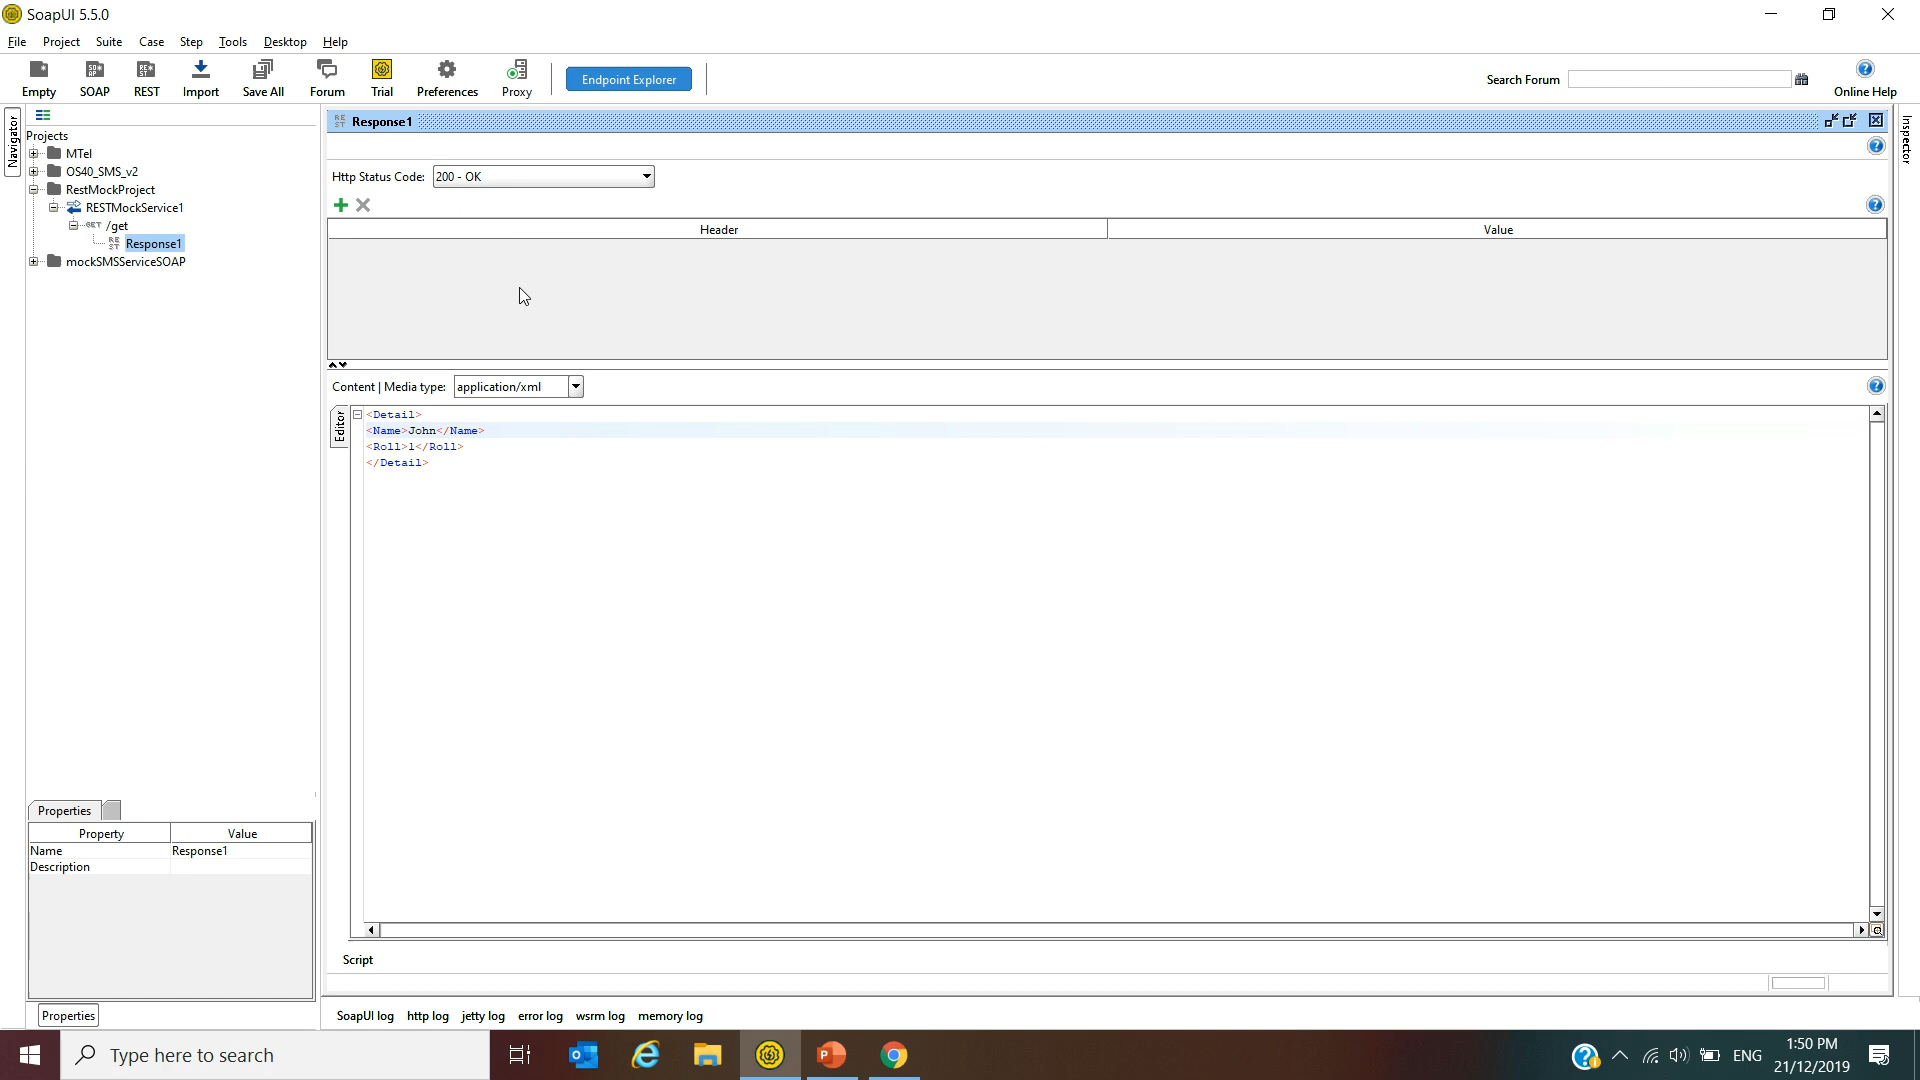 SoapUI 5.5.0
File Project Suite Case Step Tools Desktop Help
Empty SOAP REST Import Save All Forum Trial Preferences Proxy Endpoint Explorer Search Forum Online Help
Navigator
Projects
MTel
OS40_SMS_v2
RestMockProject
RESTMockService1
GET /get
REST Response1
mockSMSServiceSOAP
REST Response1
Http Status Code: 200 - OK
Header Value
Content | Media type: application/xml
Editor
<Detail>
<Name>John</Name>
<Roll>1</Roll>
</Detail>
Script
Inspector
Properties
Property Value
Name Response1
Description
Properties
SoapUI log http log jetty log error log wsrm log memory log
Type here to search
ENG
1:50 PM
21/12/2019